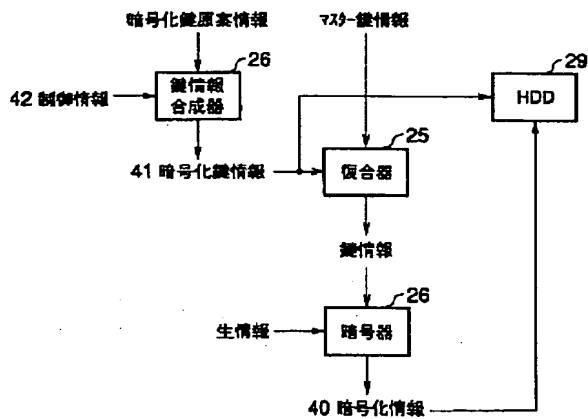 暗号化鍵原案情報
マスター鍵情報
26
29
42 制御情報
鍵情報
合成器
HDD
25
41 暗号化鍵情報
復合器
鍵情報
26
生情報
暗号器
40 暗号化情報